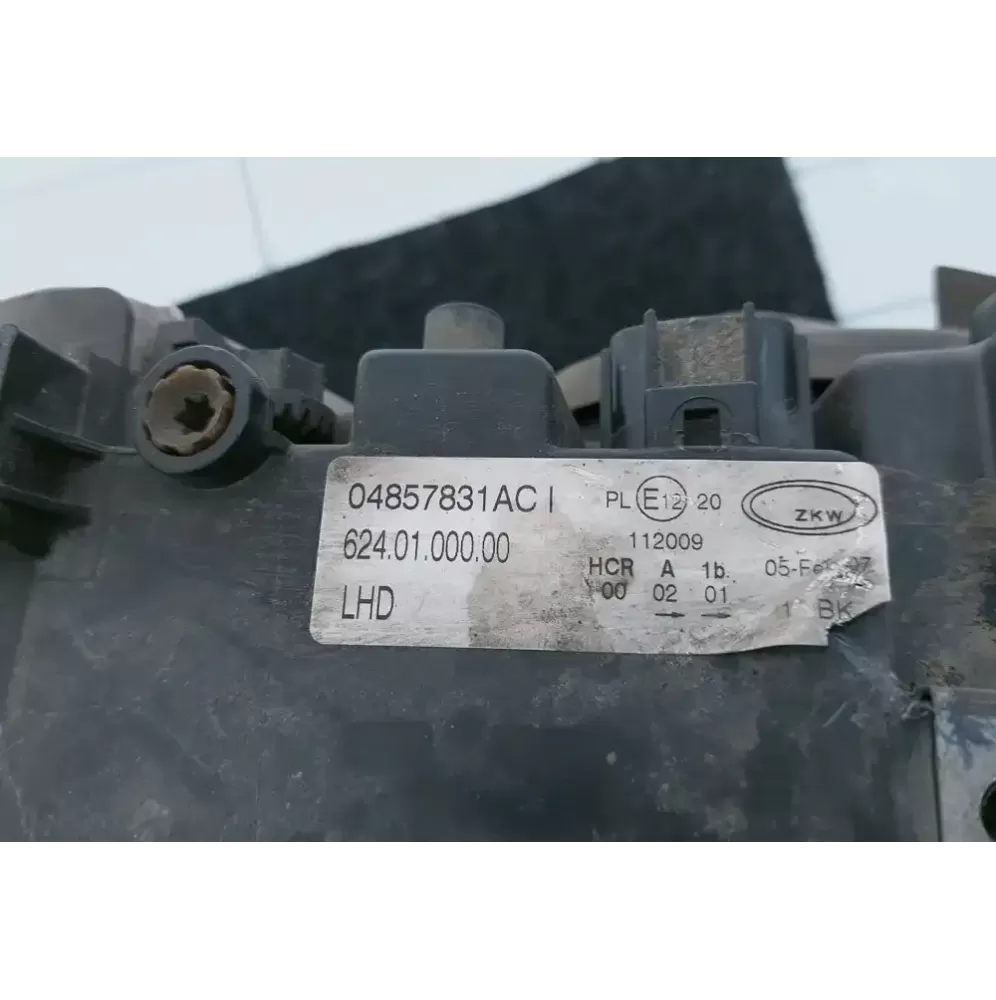 04857831AC I
624.01.000.00
LHD
PL E12 20
112009
HCR A 1b.
00 02 01
→ →
ZKW
BK